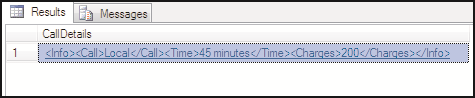 Results Messages
CallDetails
1 <Info><Call>Local</Call><Time>45 minutes</Time><Charges>200</Charges></Info>